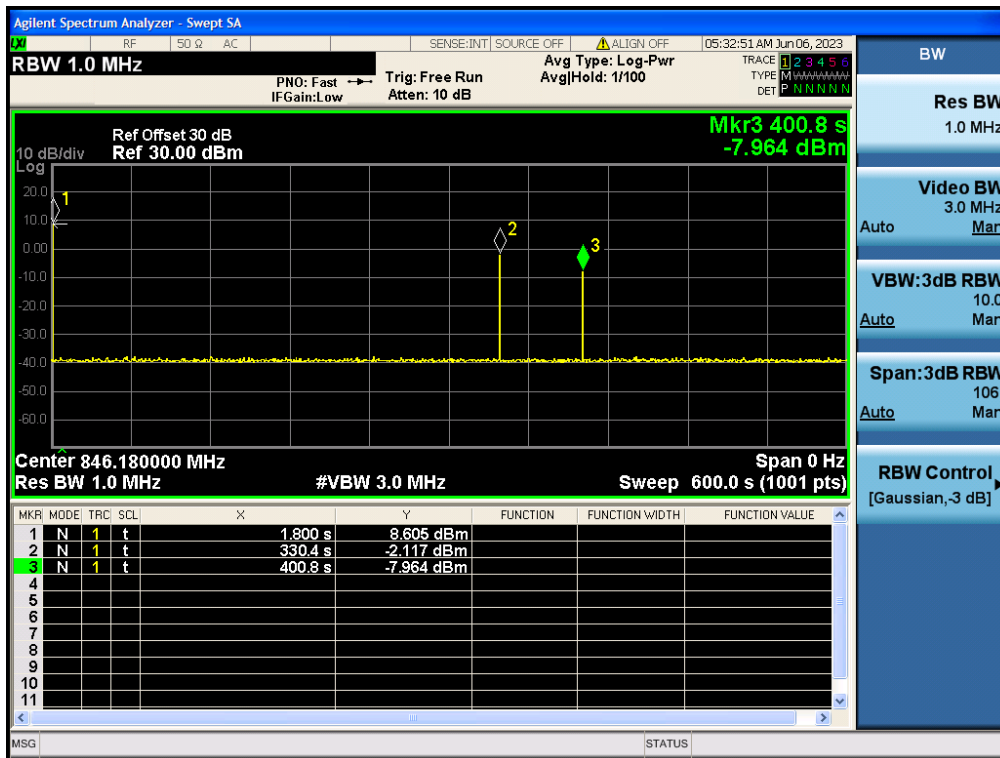 Agilent Spectrum Analyzer - Swept SA
LXI RF 50 Ω AC SENSE:INT SOURCE OFF ALIGN OFF 05:32:51 AM Jun 06, 2023
RBW 1.0 MHz
PNO: Fast
IFGain:Low
Trig: Free Run
Atten: 10 dB
Avg Type: Log-Pwr
Avg|Hold: 1/100
TRACE 1 2 3 4 5 6
TYPE M
DET P N N N N N
Ref Offset 30 dB
Ref 30.00 dBm
10 dB/div
Log
Mkr3 400.8 s
-7.964 dBm
20.0
10.0
0.00
-10.0
-20.0
-30.0
-40.0
-50.0
-60.0
1
2
3
Center 846.180000 MHz
Span 0 Hz
Res BW 1.0 MHz
#VBW 3.0 MHz
Sweep 600.0 s (1001 pts)
MKR MODE TRC SCL X Y FUNCTION FUNCTION WIDTH FUNCTION VALUE
1 N 1 t 1.800 s 8.605 dBm
2 N 1 t 330.4 s -2.117 dBm
3 N 1 t 400.8 s -7.964 dBm
4
5
6
7
8
9
10
11
MSG
STATUS
BW
Res BW
1.0 MHz
Video BW
3.0 MHz
Auto Man
VBW:3dB RBW
10.0
Auto Man
Span:3dB RBW
106
Auto Man
RBW Control
[Gaussian,-3 dB]